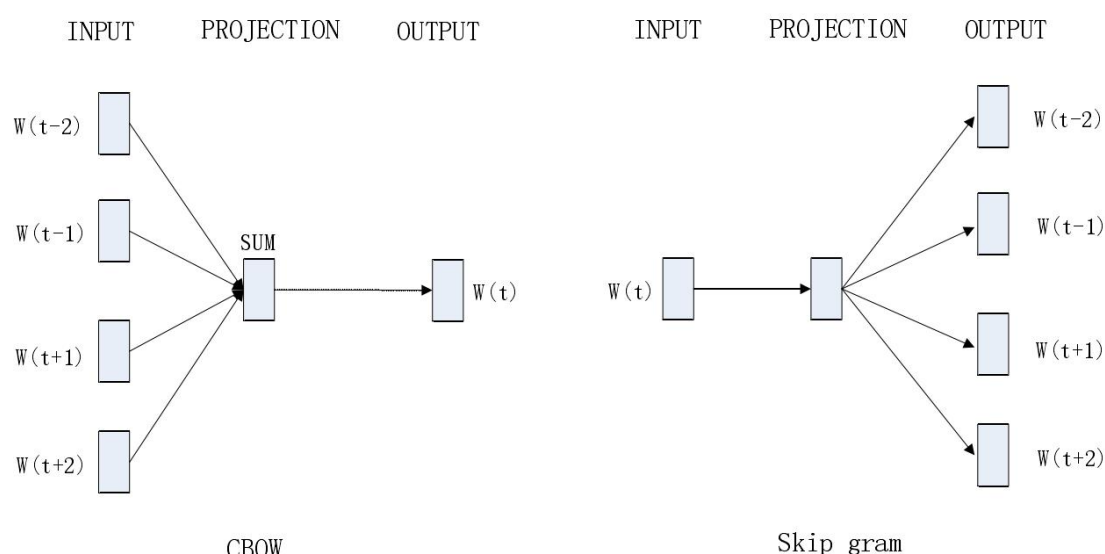 INPUT PROJECTION OUTPUT
W(t-2)
W(t-1)
SUM
W(t)
W(t+1)
W(t+2)
CBOW
INPUT PROJECTION OUTPUT
W(t-2)
W(t-1)
W(t)
W(t+1)
W(t+2)
Skip gram